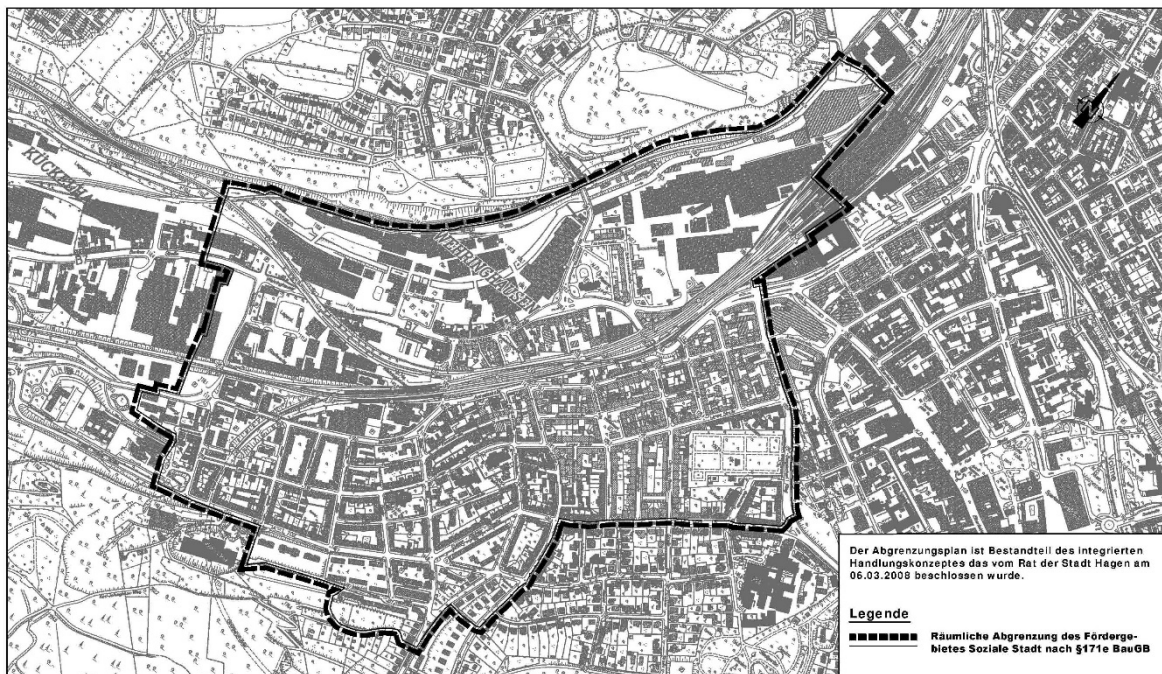 KÜCKELH
WEHRINGHAUSEN
Der Abgrenzungsplan ist Bestandteil des integrierten
Handlungskonzeptes das vom Rat der Stadt Hagen am
06.03.2008 beschlossen wurde.
Legende
Räumliche Abgrenzung des Förderge-
bietes Soziale Stadt nach §171e BauGB